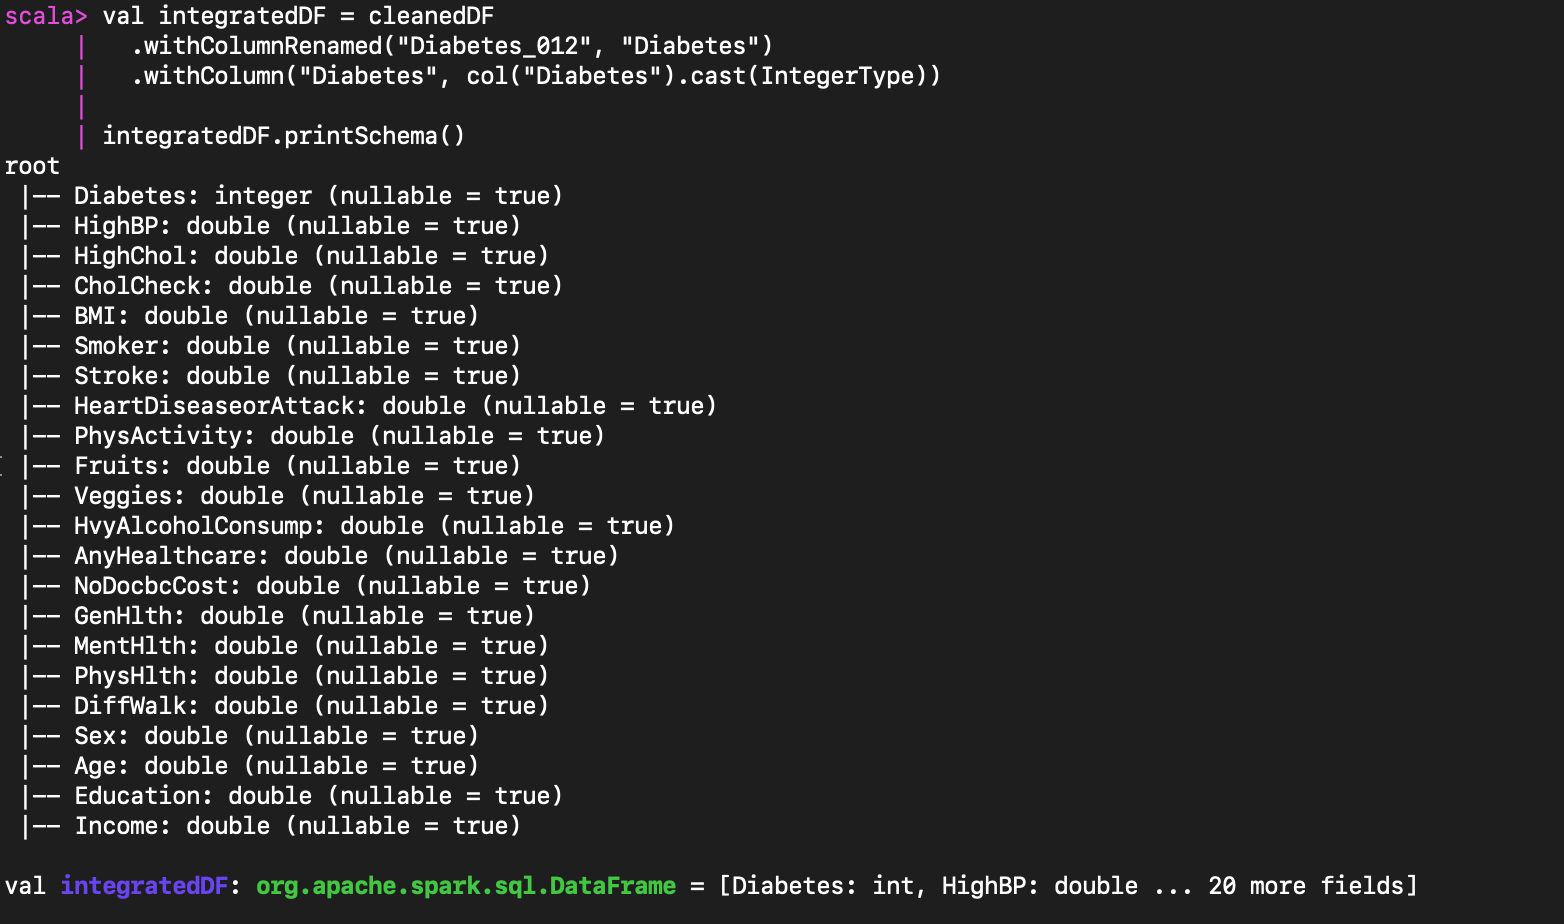 scala> val integratedDF = cleanedDF
     |   .withColumnRenamed("Diabetes_012", "Diabetes")
     |   .withColumn("Diabetes", col("Diabetes").cast(IntegerType))
     |
     | integratedDF.printSchema()
root
 |-- Diabetes: integer (nullable = true)
 |-- HighBP: double (nullable = true)
 |-- HighChol: double (nullable = true)
 |-- CholCheck: double (nullable = true)
 |-- BMI: double (nullable = true)
 |-- Smoker: double (nullable = true)
 |-- Stroke: double (nullable = true)
 |-- HeartDiseaseorAttack: double (nullable = true)
 |-- PhysActivity: double (nullable = true)
 |-- Fruits: double (nullable = true)
 |-- Veggies: double (nullable = true)
 |-- HvyAlcoholConsump: double (nullable = true)
 |-- AnyHealthcare: double (nullable = true)
 |-- NoDocbcCost: double (nullable = true)
 |-- GenHlth: double (nullable = true)
 |-- MentHlth: double (nullable = true)
 |-- PhysHlth: double (nullable = true)
 |-- DiffWalk: double (nullable = true)
 |-- Sex: double (nullable = true)
 |-- Age: double (nullable = true)
 |-- Education: double (nullable = true)
 |-- Income: double (nullable = true)

val integratedDF: org.apache.spark.sql.DataFrame = [Diabetes: int, HighBP: double ... 20 more fields]